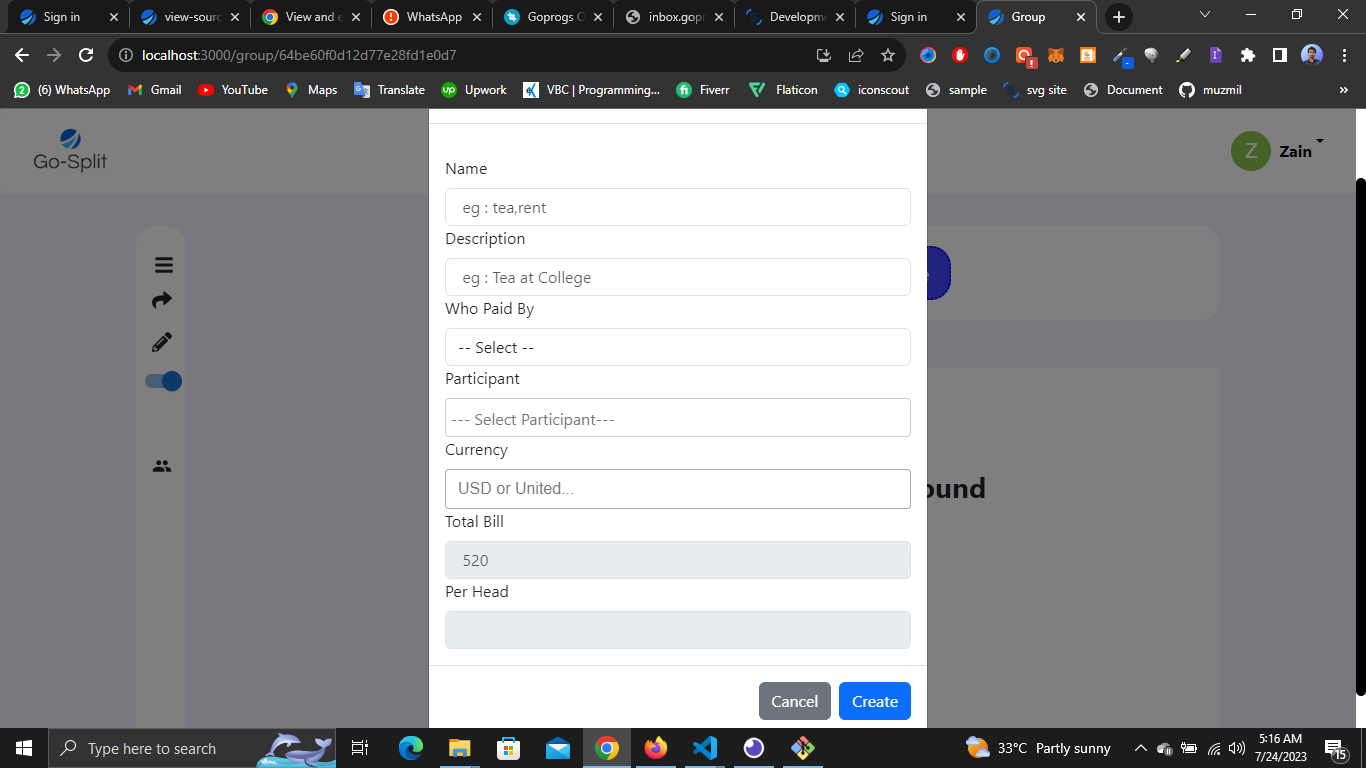 Sign in
view-sour
View and e
WhatsApp
Goprogs O
inbox.gopr
Developme
Sign in
Group
localhost:3000/group/64be60f0d12d77e28fd1e0d7
(6) WhatsApp
Gmail
YouTube
Maps
Translate
Upwork
VBC | Programming...
Fiverr
Flaticon
iconscout
sample
svg site
Document
muzmil
»
Go-Split
Z
Zain
Name
eg : tea,rent
Description
eg : Tea at College
Who Paid By
-- Select --
Participant
--- Select Participant---
Currency
USD or United...
ound
Total Bill
520
Per Head
Cancel
Create
Type here to search
33°C Partly sunny
5:16 AM
7/24/2023
15